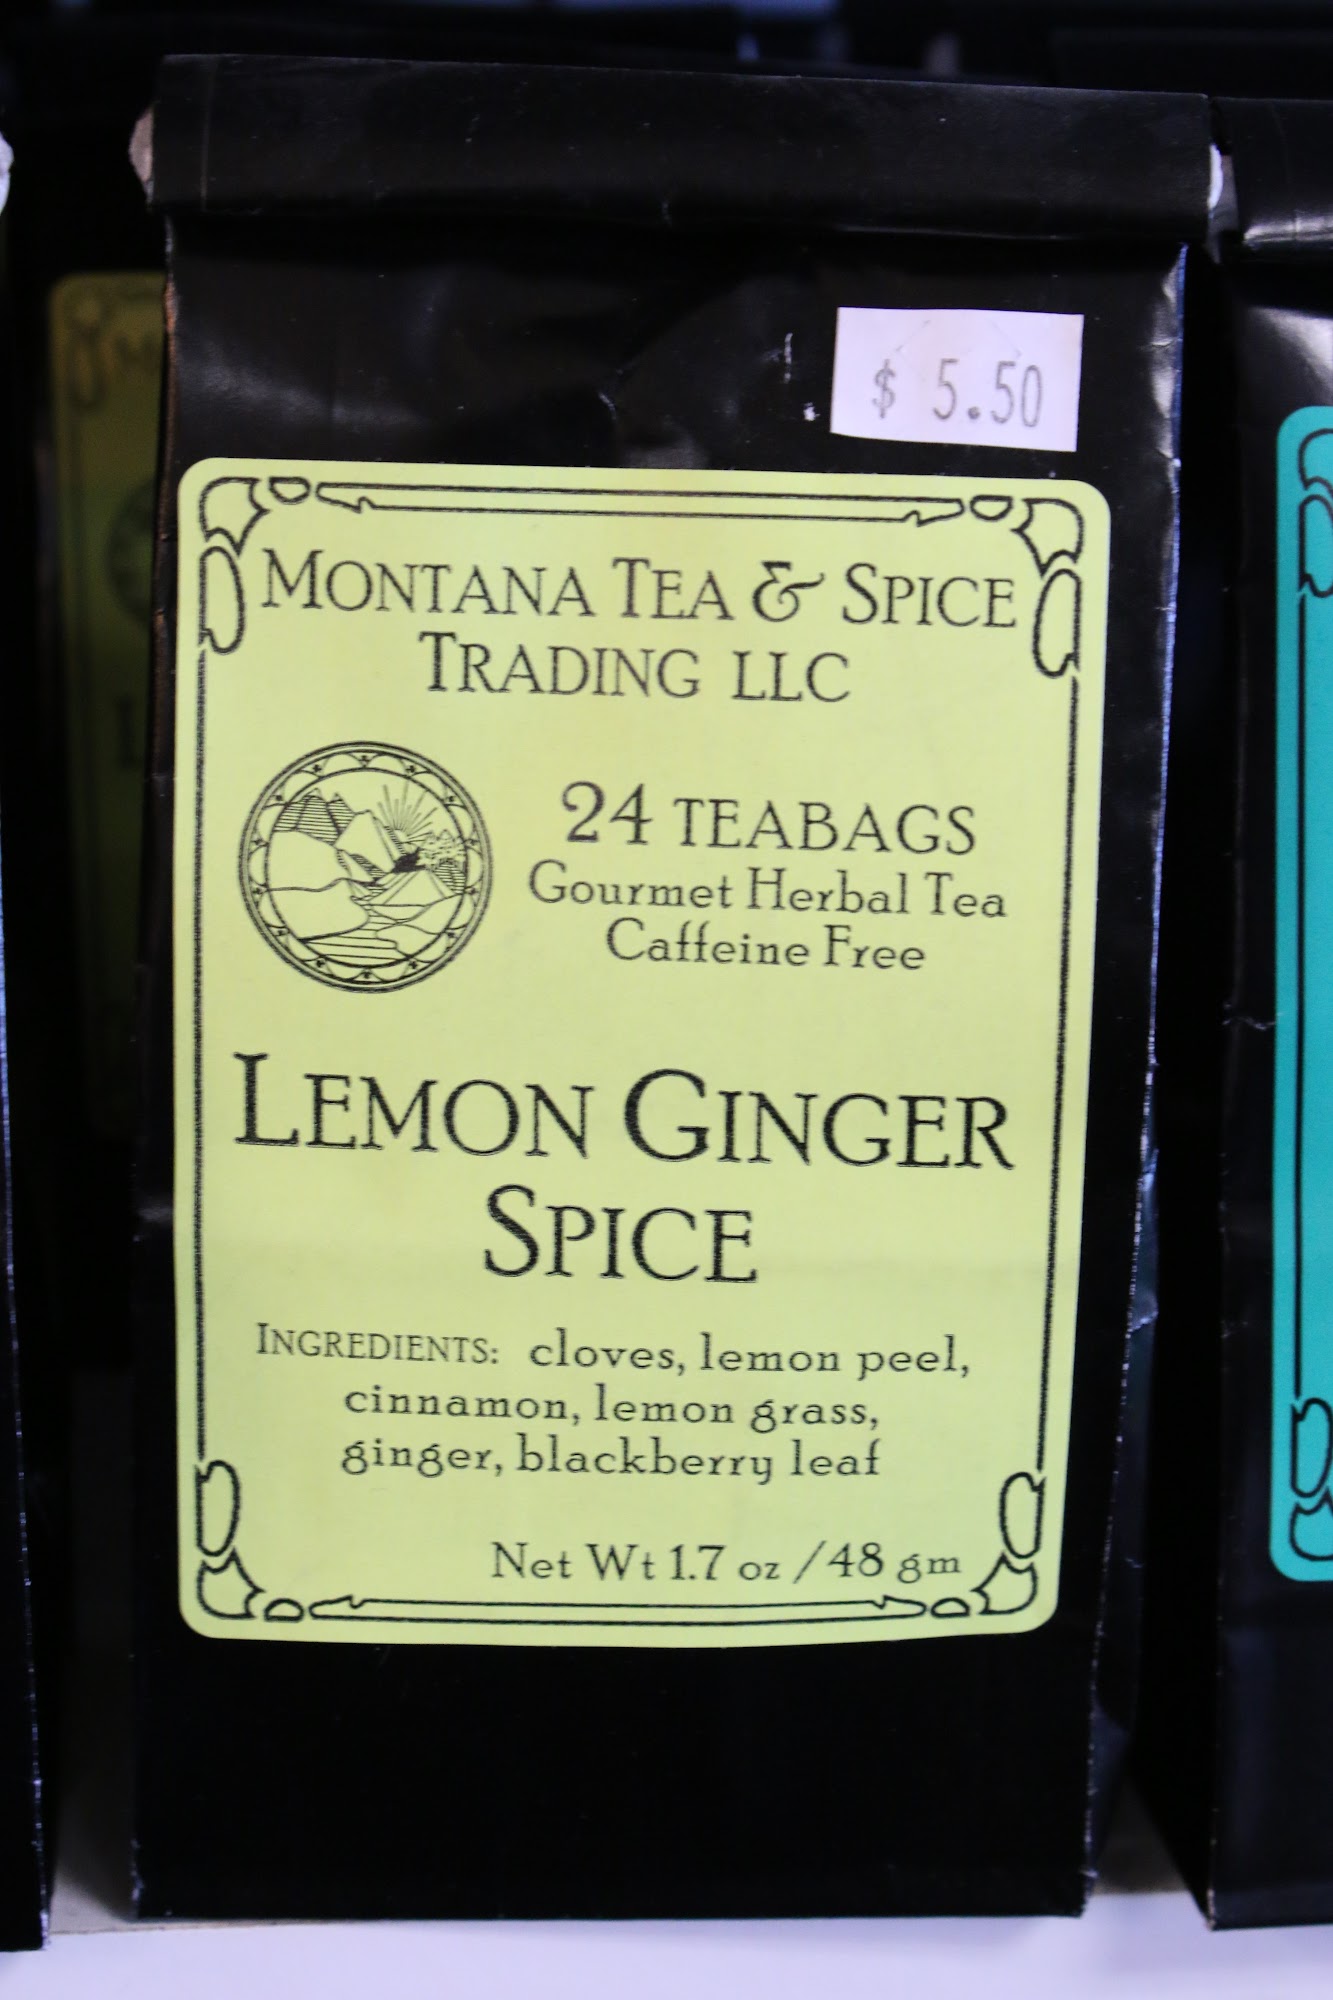 $ 5.50
MONTANA TEA & SPICE
TRADING LLC
24 TEABAGS
Gourmet Herbal Tea
Caffeine Free
LEMON GINGER
SPICE
INGREDIENTS: cloves, lemon peel,
cinnamon, lemon grass,
ginger, blackberry leaf
Net Wt 1.7 oz /48 gm